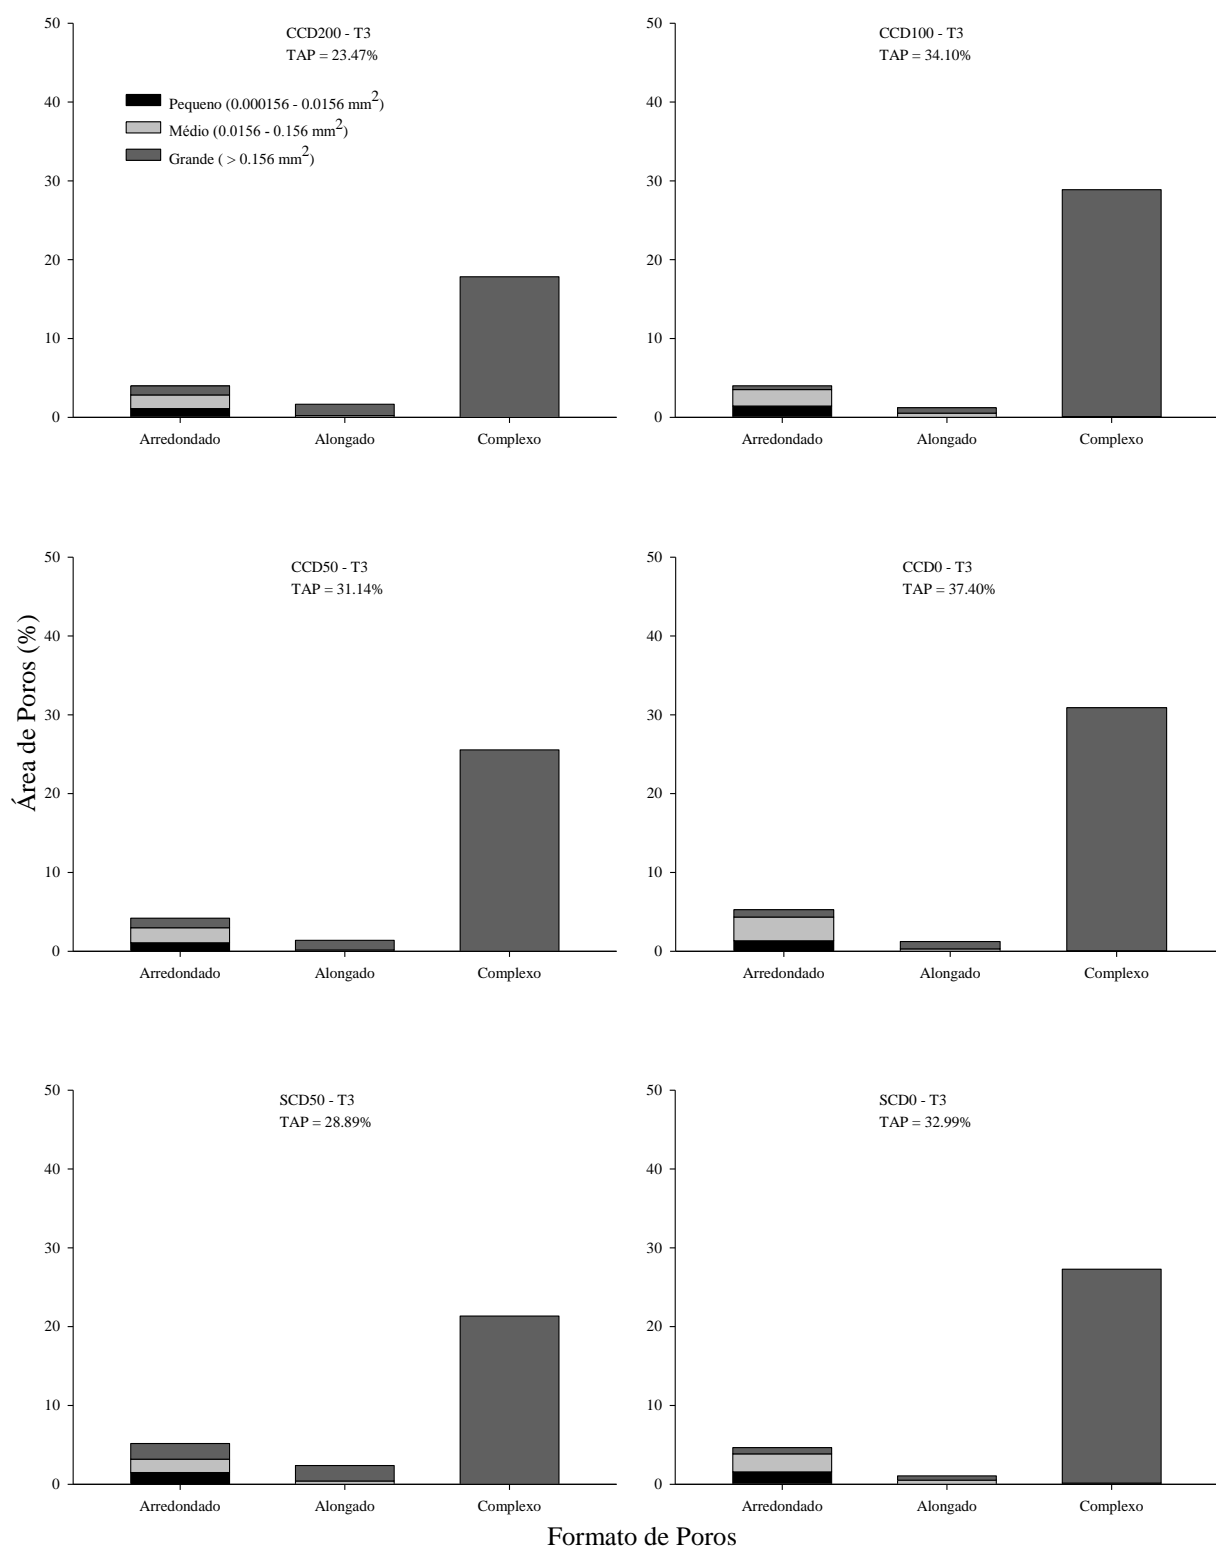 CCD200 - T3
TAP = 23.47%
Pequeno (0.000156 - 0.0156 mm²)
Médio (0.0156 - 0.156 mm²)
Grande ( > 0.156 mm²)
50
40
30
20
10
0
Arredondado Alongado Complexo
CCD100 - T3
TAP = 34.10%
50
40
30
20
10
0
Arredondado Alongado Complexo
Área de Poros (%)
CCD50 - T3
TAP = 31.14%
50
40
30
20
10
0
Arredondado Alongado Complexo
CCD0 - T3
TAP = 37.40%
50
40
30
20
10
0
Arredondado Alongado Complexo
SCD50 - T3
TAP = 28.89%
50
40
30
20
10
0
Arredondado Alongado Complexo
SCD0 - T3
TAP = 32.99%
50
40
30
20
10
0
Arredondado Alongado Complexo
Formato de Poros